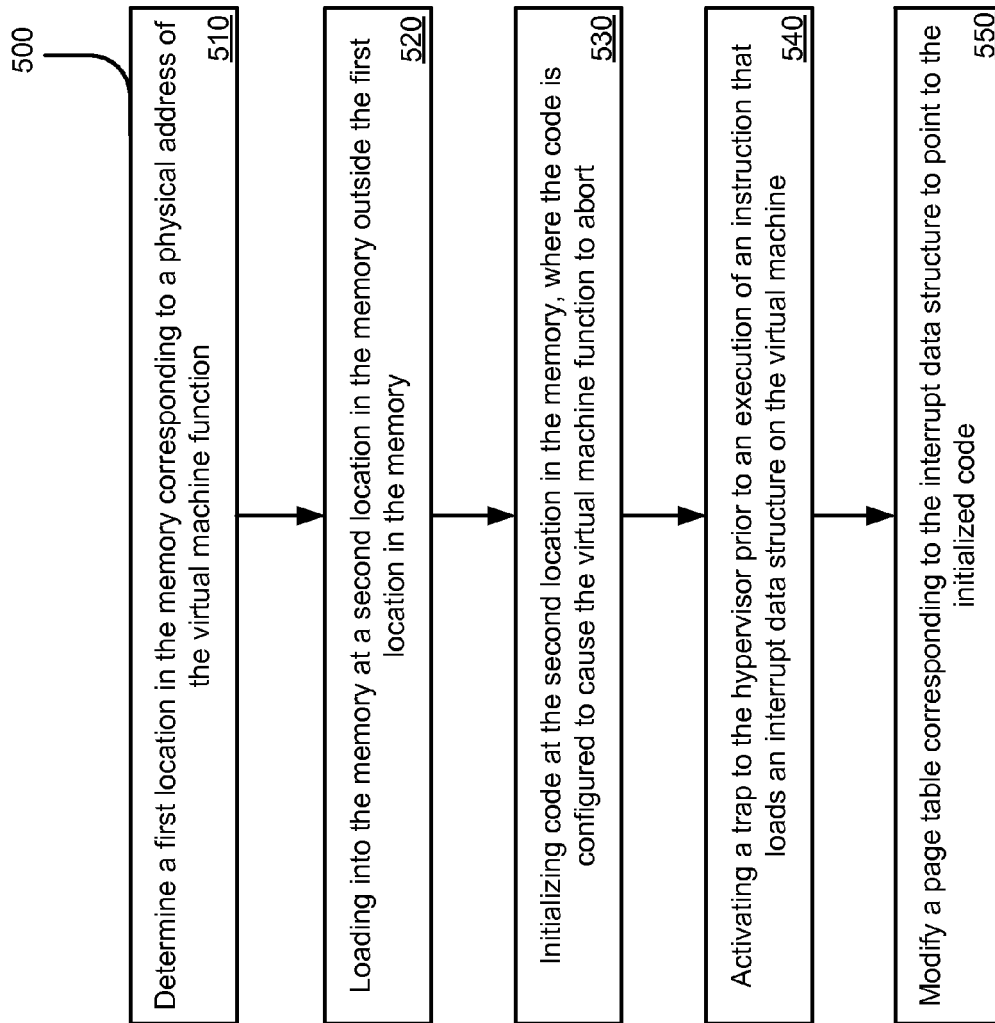 500
Determine a first location in the memory corresponding to a physical address of
the virtual machine function
510
Loading into the memory at a second location in the memory outside the first
location in the memory
520
Initializing code at the second location in the memory, where the code is
configured to cause the virtual machine function to abort
530
Activating a trap to the hypervisor prior to an execution of an instruction that
loads an interrupt data structure on the virtual machine
540
Modify a page table corresponding to the interrupt data structure to point to the
initialized code
550